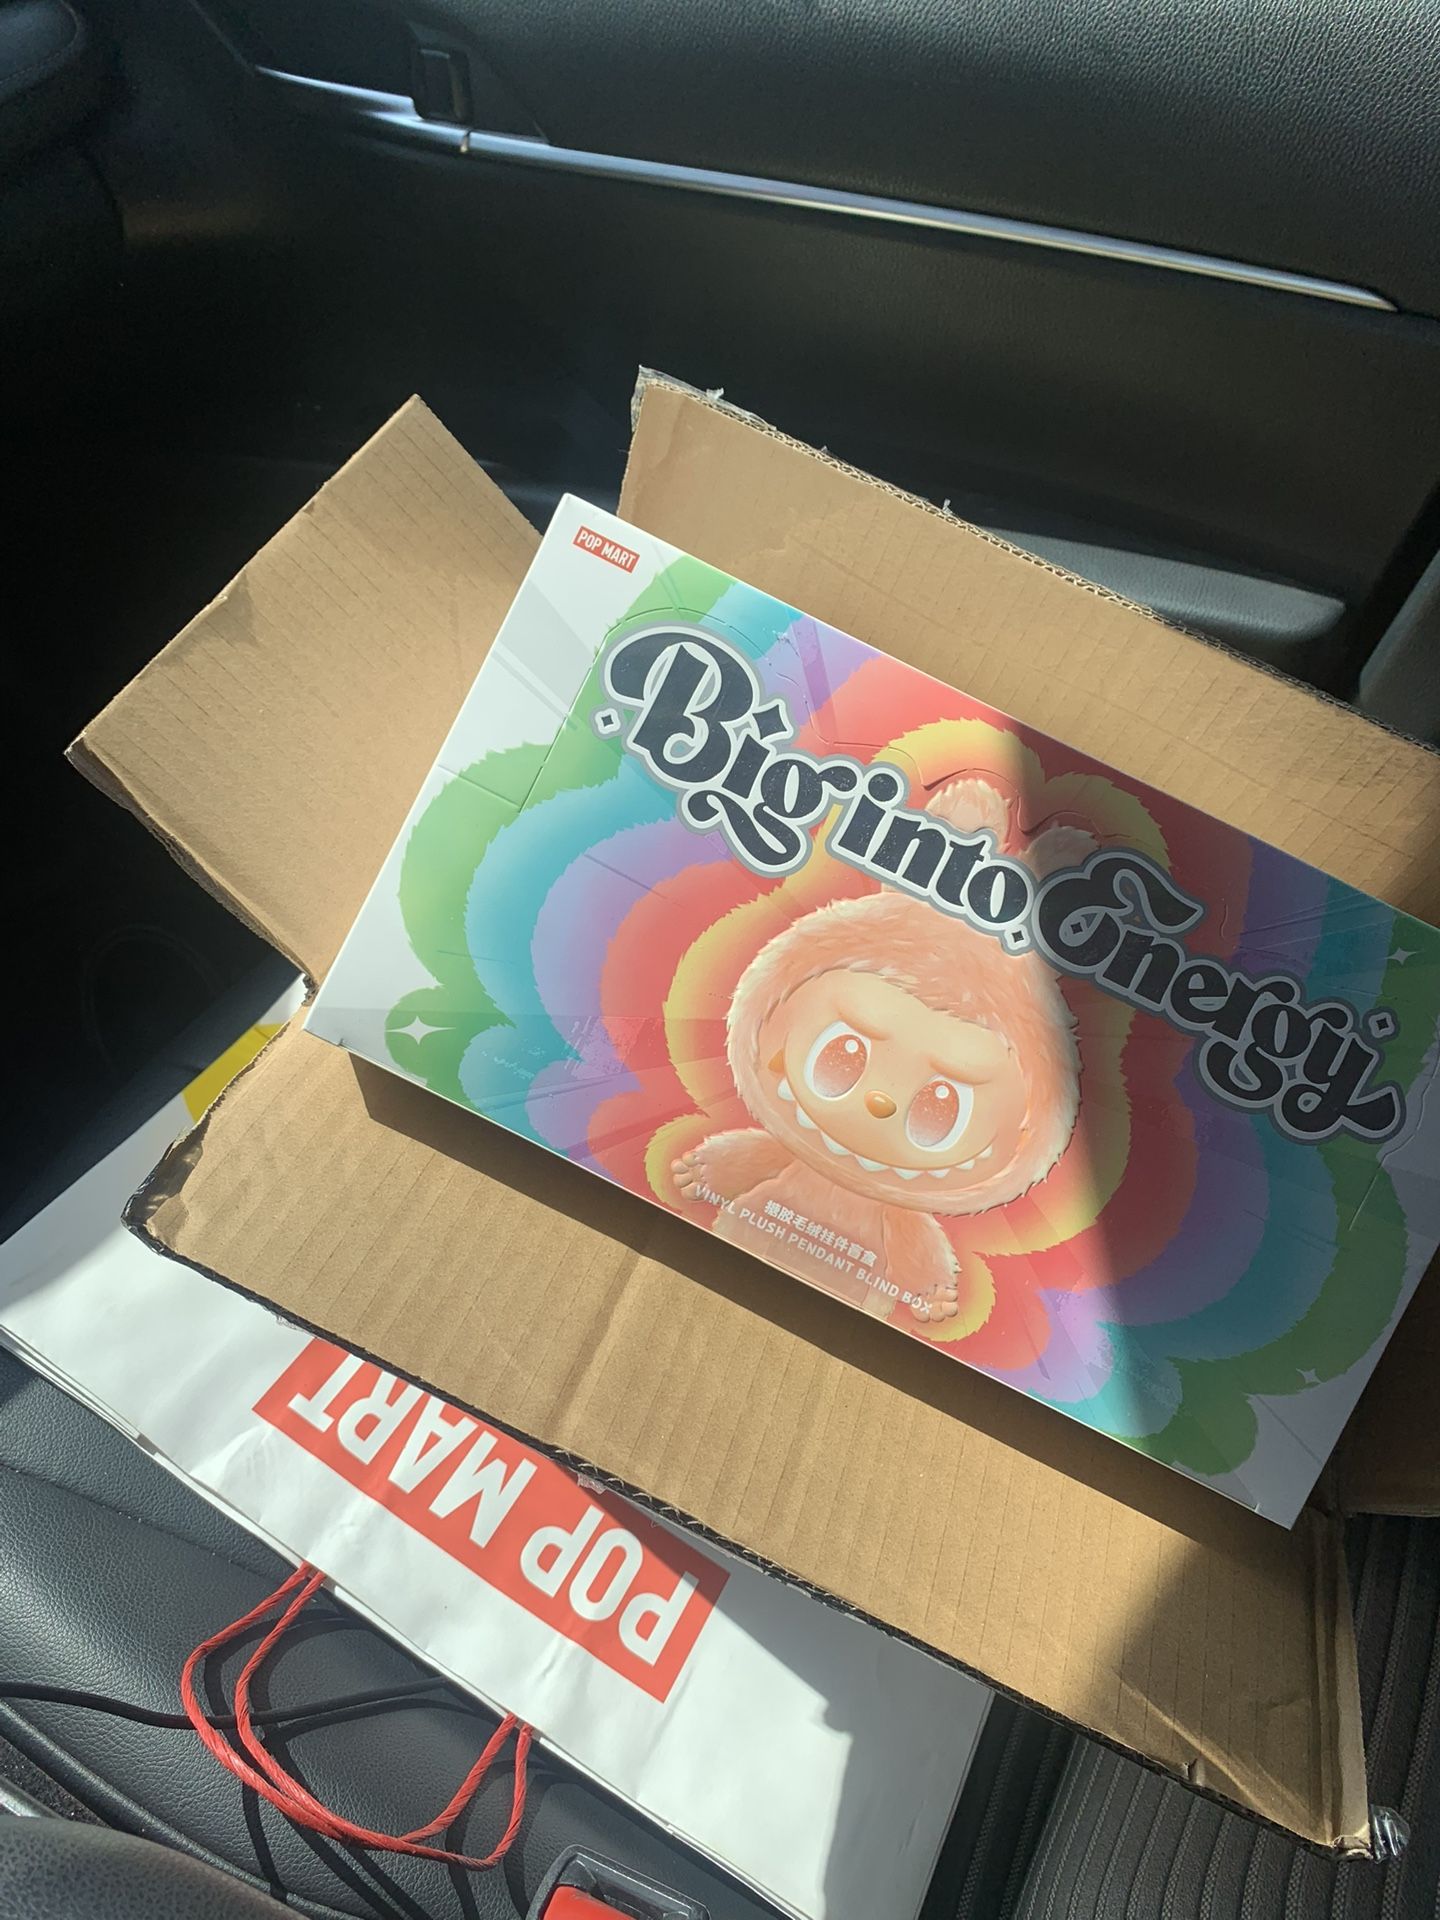 POP MART
Big into Energy
搪胶毛绒挂件盲盒
VINYL PLUSH PENDANT BLIND BOX
POP MART